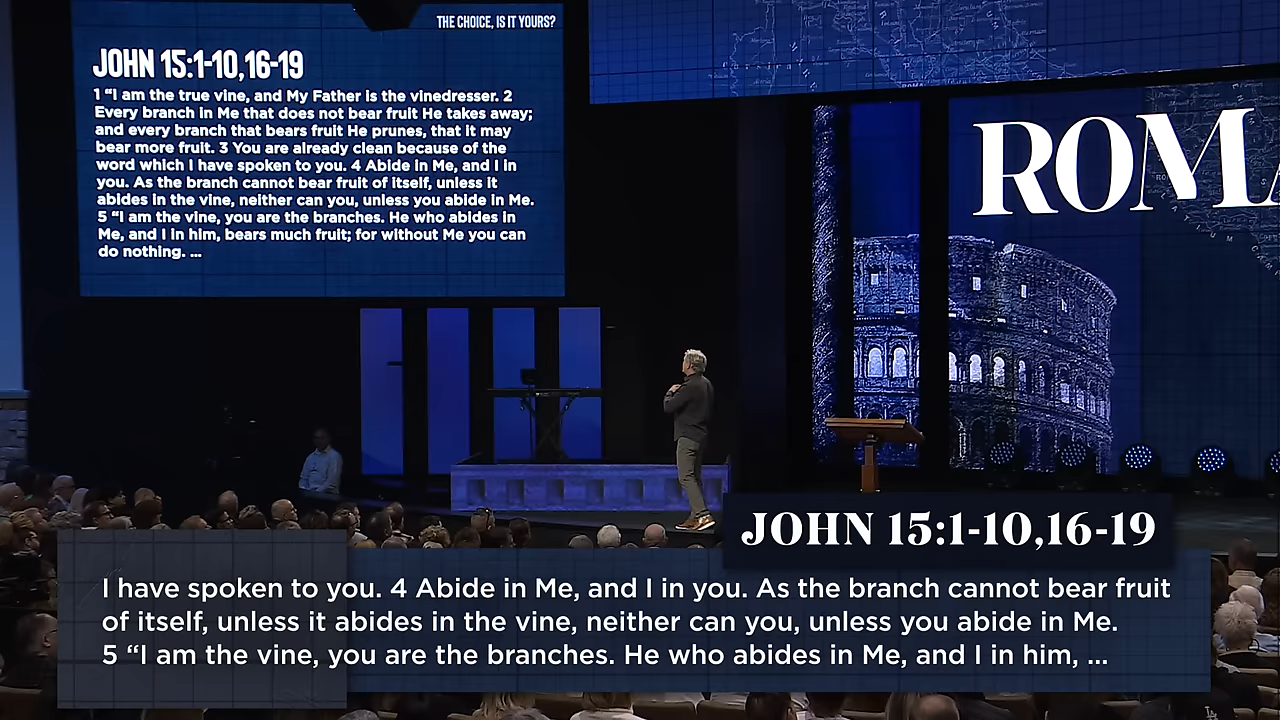 THE CHOICE, IS IT YOURS?
JOHN 15:1-10,16-19
1 “I am the true vine, and My Father is the vinedresser. 2
Every branch in Me that does not bear fruit He takes away;
and every branch that bears fruit He prunes, that it may
bear more fruit. 3 You are already clean because of the
word which I have spoken to you. 4 Abide in Me, and I in
you. As the branch cannot bear fruit of itself, unless it
abides in the vine, neither can you, unless you abide in Me.
5 “I am the vine, you are the branches. He who abides in
Me, and I in him, bears much fruit; for without Me you can
do nothing. ...
ROMA
JOHN 15:1-10,16-19
I have spoken to you. 4 Abide in Me, and I in you. As the branch cannot bear fruit
of itself, unless it abides in the vine, neither can you, unless you abide in Me.
5 “I am the vine, you are the branches. He who abides in Me, and I in him, ...